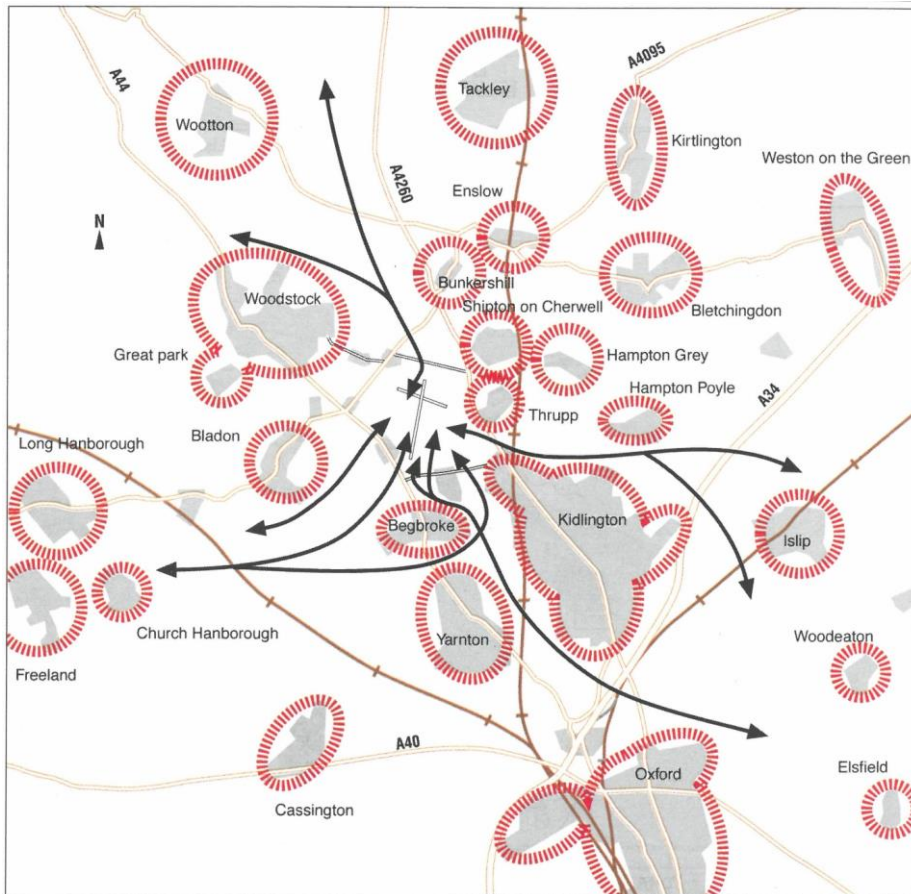 A44
A4095
Tackley
Wootton
Kirtlington
Weston on the Green
A4260
Enslow
N
Bunkershill
Woodstock
Shipton on Cherwell
Bletchingdon
Great park
Hampton Grey
Hampton Poyle
A34
Thrupp
Long Hanborough
Bladon
Begbroke
Kidlington
Islip
Church Hanborough
Yarnton
Woodeaton
Freeland
A40
Oxford
Elsfield
Cassington